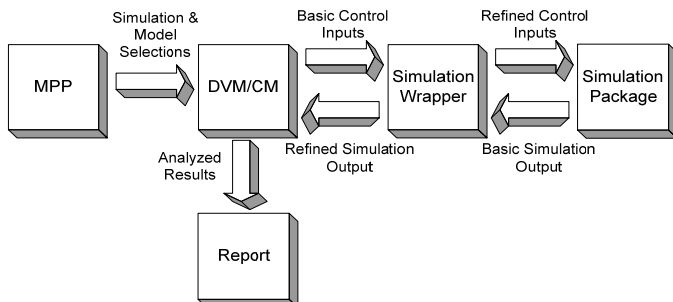 Simulation &
Model
Selections
Basic Control
Inputs
Refined Control
Inputs
MPP
DVM/CM
Simulation
Wrapper
Simulation
Package
Analyzed
Results
Refined Simulation
Output
Basic Simulation
Output
Report